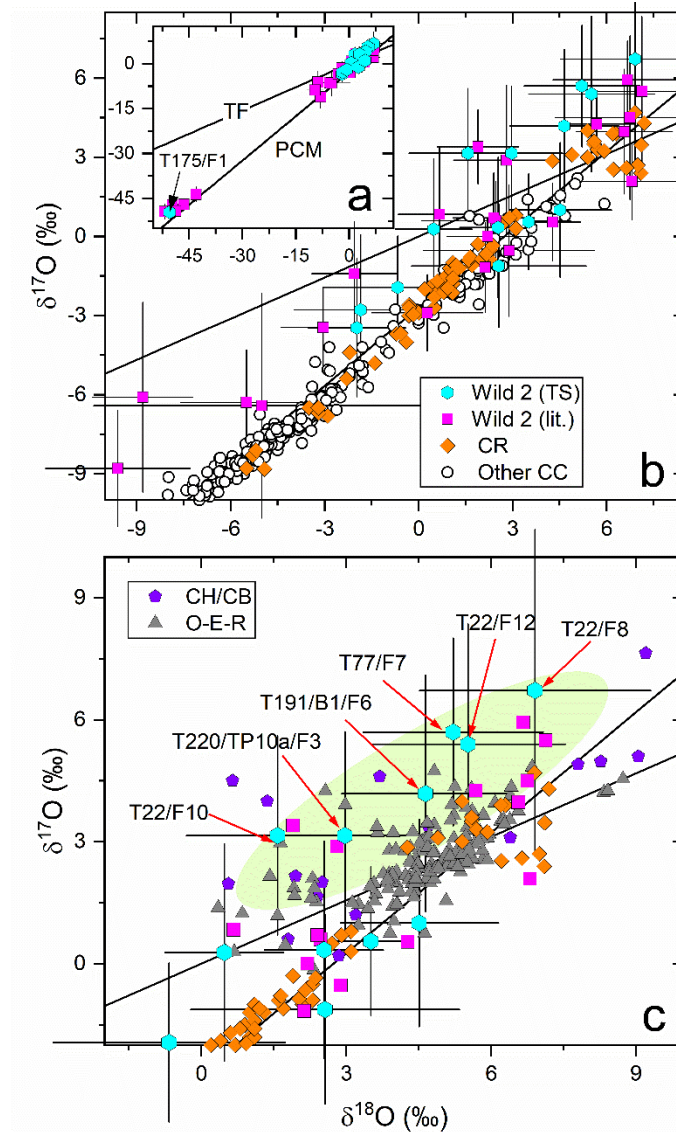 b
6
3
0
-3
-6
-9
δ¹⁷O (‰)
0
-15
-30
-45
TF
PCM
T175/F1
a
-45
-30
-15
0
Wild 2 (TS)
Wild 2 (lit.)
CR
Other CC
-9
-6
-3
0
3
6
CH/CB
O-E-R
T22/F12
T22/F8
T77/F7
T191/B1/F6
T220/TP10a/F3
T22/F10
9
6
3
0
δ¹⁷O (‰)
c
0
3
6
9
δ¹⁸O (‰)